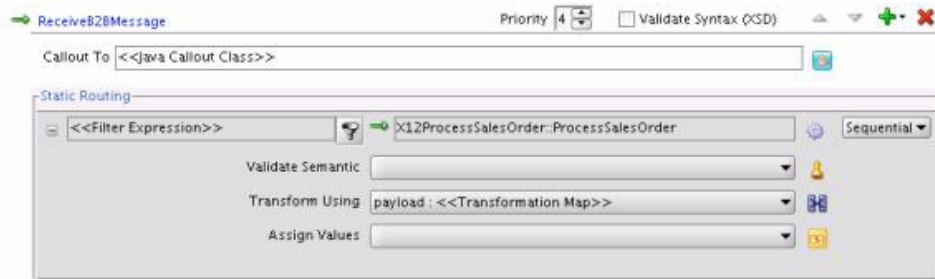 ReceiveB2BMessage Priority 4 Validate Syntax (XSD)
Callout To <<Java Callout Class>>
Static Routing
<<Filter Expression>> X12ProcessSalesOrder::ProcessSalesOrder Sequential
Validate Semantic
Transform Using payload : <<Transformation Map>>
Assign Values